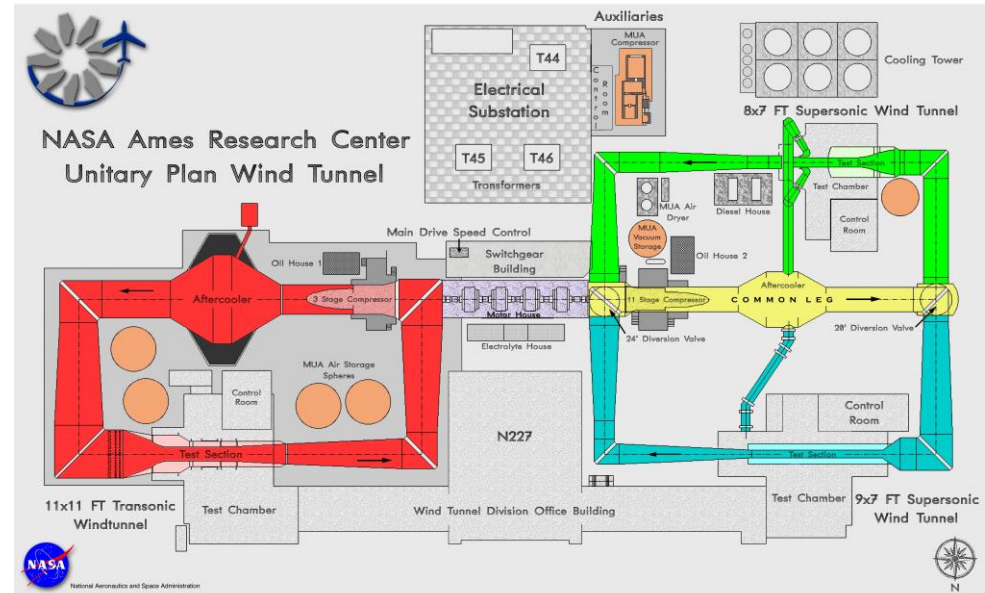 NASA Ames Research Center
Unitary Plan Wind Tunnel
Auxiliaries
MUA
Compressor
Control
Room
T44
Electrical
Substation
T45
T46
Transformers
Cooling Tower
8x7 FT Supersonic Wind Tunnel
Test Section
Test Chamber
Control
Room
MUA Air
Dryer
Diesel House
MUA
Vacuum
Storage
Oil House 2
Main Drive Speed Control
Switchgear
Building
Oil House 1
Aftercooler
3 Stage Compressor
Motor House
Electrolyte House
11 Stage Compressor
Aftercooler
COMMON LEG
24' Diversion Valve
28' Diversion Valve
MUA Air Storage
Spheres
Control
Room
Test Section
N227
Control
Room
Test Section
11x11 FT Transonic
Windtunnel
Test Chamber
Wind Tunnel Division Office Building
Test Chamber
9x7 FT Supersonic
Wind Tunnel
NASA
National Aeronautics and Space Administration
N